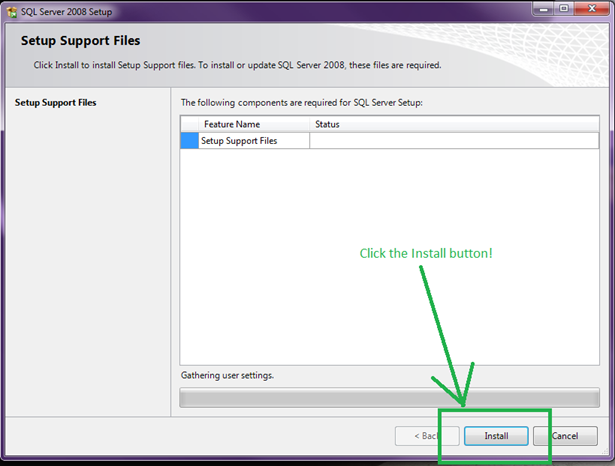 SQL Server 2008 Setup
Setup Support Files
Click Install to install Setup Support files. To install or update SQL Server 2008, these files are required.
Setup Support Files
The following components are required for SQL Server Setup:
Feature Name Status
Setup Support Files
Click the Install button!
Gathering user settings.
< Back Install Cancel